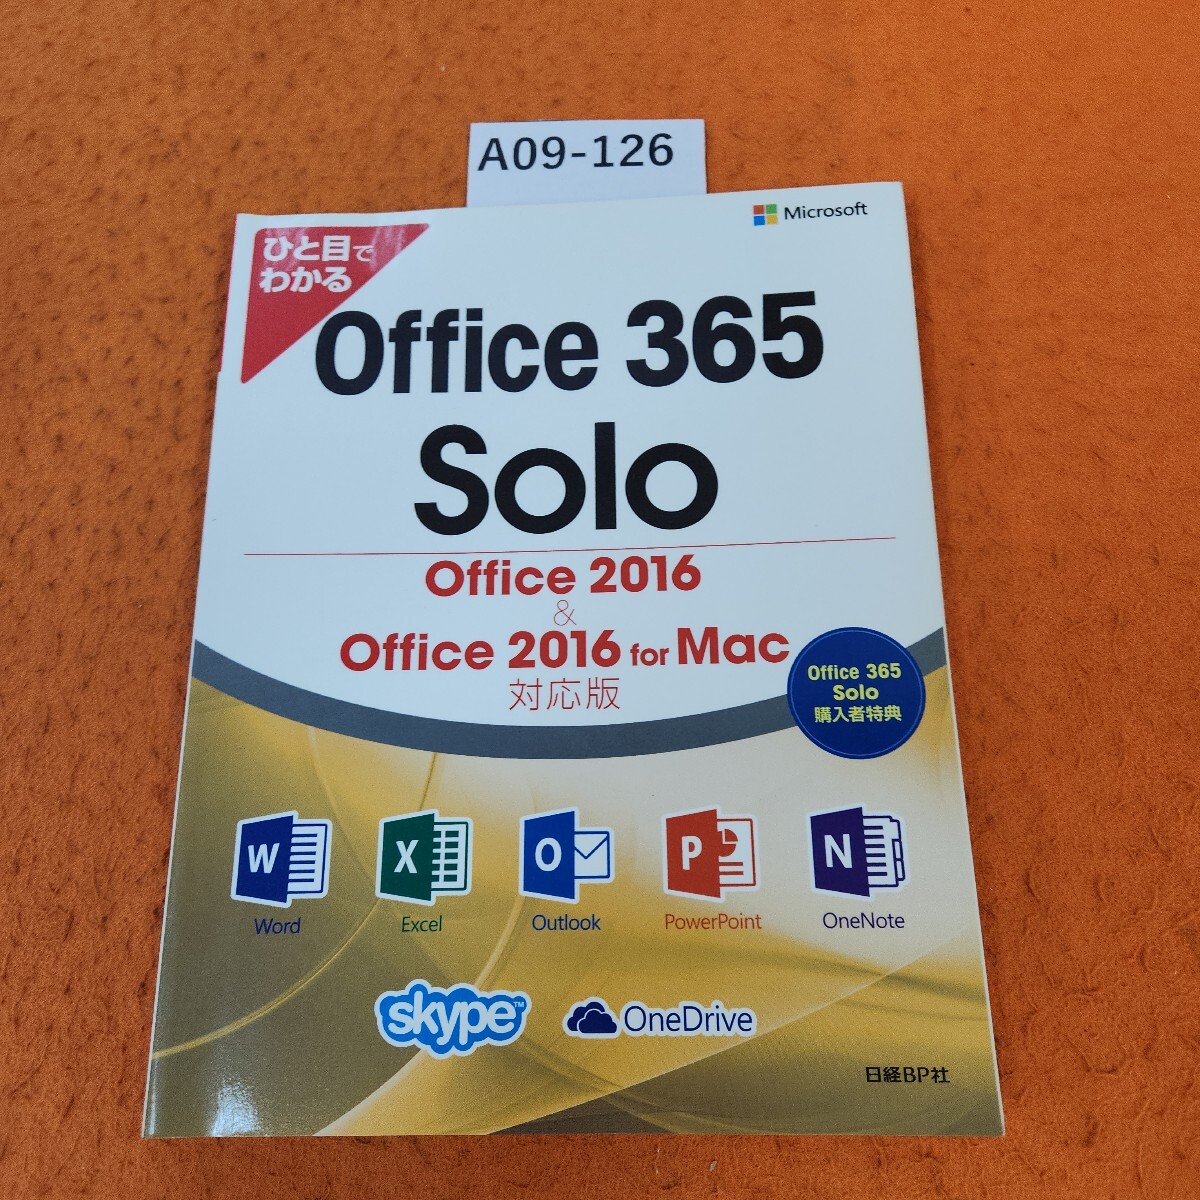 A09-126
Microsoft
ひと目で
わかる
Office 365
Solo
Office 2016
&
Office 2016 for Mac
対応版
Office 365
Solo
購入者特典
W
X
O
P
N
Word
Excel
Outlook
PowerPoint
OneNote
skype™
OneDrive
日経BP社